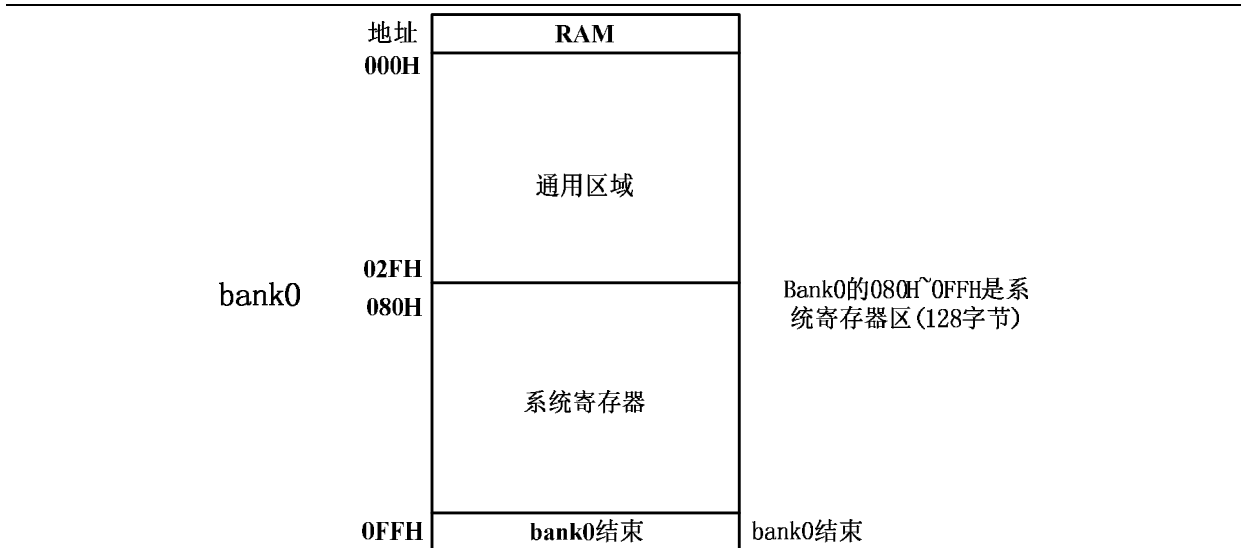 地址 RAM
000H
通用区域
02FH
bank0
080H
Bank0的080H~0FFH是系
统寄存器区(128字节)
系统寄存器
0FFH bank0结束 bank0结束